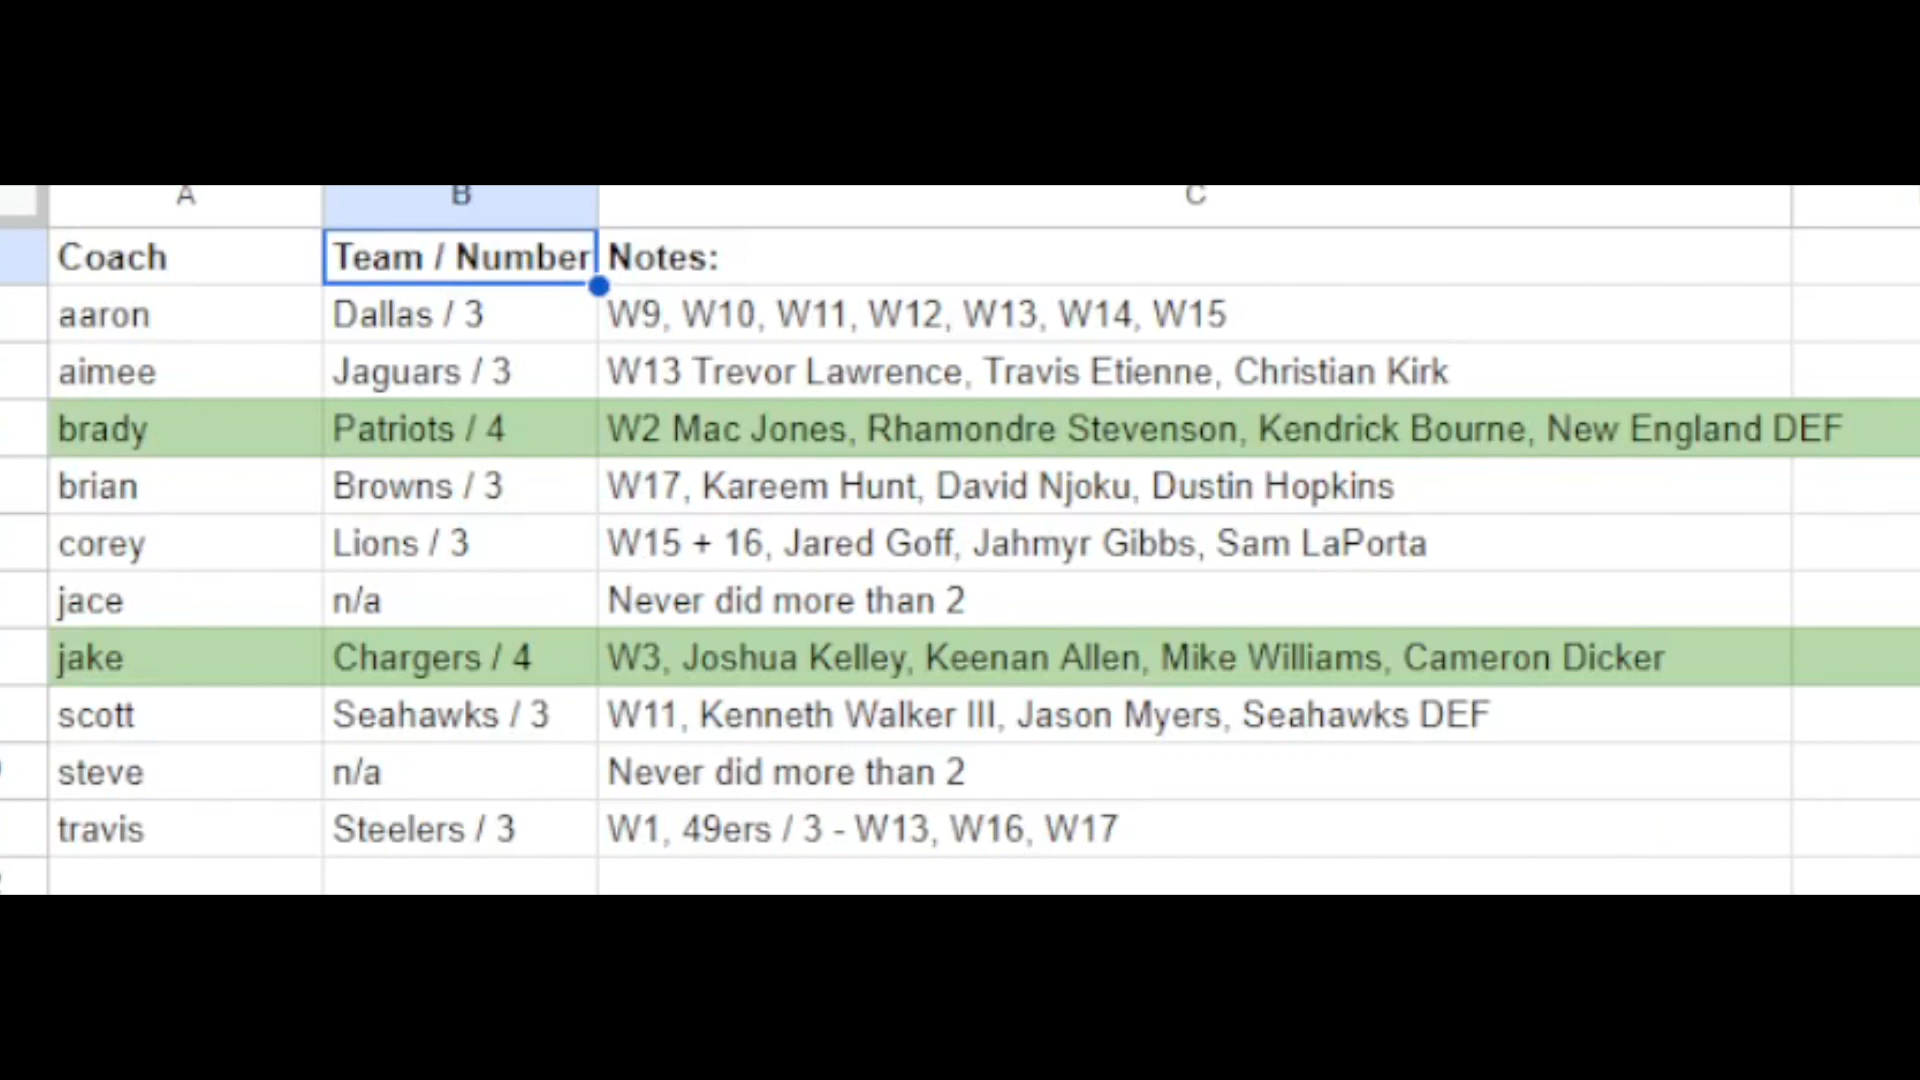 A B C
Coach Team / Number Notes:
aaron Dallas / 3 W9, W10, W11, W12, W13, W14, W15
aimee Jaguars / 3 W13 Trevor Lawrence, Travis Etienne, Christian Kirk
brady Patriots / 4 W2 Mac Jones, Rhamondre Stevenson, Kendrick Bourne, New England DEF
brian Browns / 3 W17, Kareem Hunt, David Njoku, Dustin Hopkins
corey Lions / 3 W15 + 16, Jared Goff, Jahmyr Gibbs, Sam LaPorta
jace n/a Never did more than 2
jake Chargers / 4 W3, Joshua Kelley, Keenan Allen, Mike Williams, Cameron Dicker
scott Seahawks / 3 W11, Kenneth Walker III, Jason Myers, Seahawks DEF
steve n/a Never did more than 2
travis Steelers / 3 W1, 49ers / 3 - W13, W16, W17